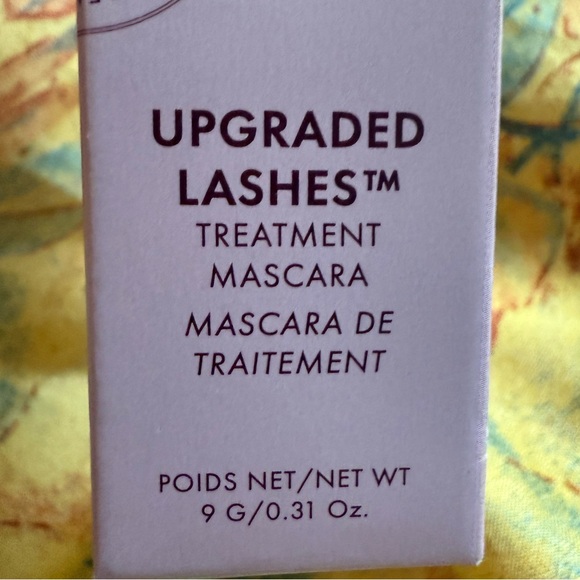 UPGRADED
LASHES™
TREATMENT
MASCARA
MASCARA DE
TRAITEMENT
POIDS NET/NET WT
9 G/0.31 Oz.